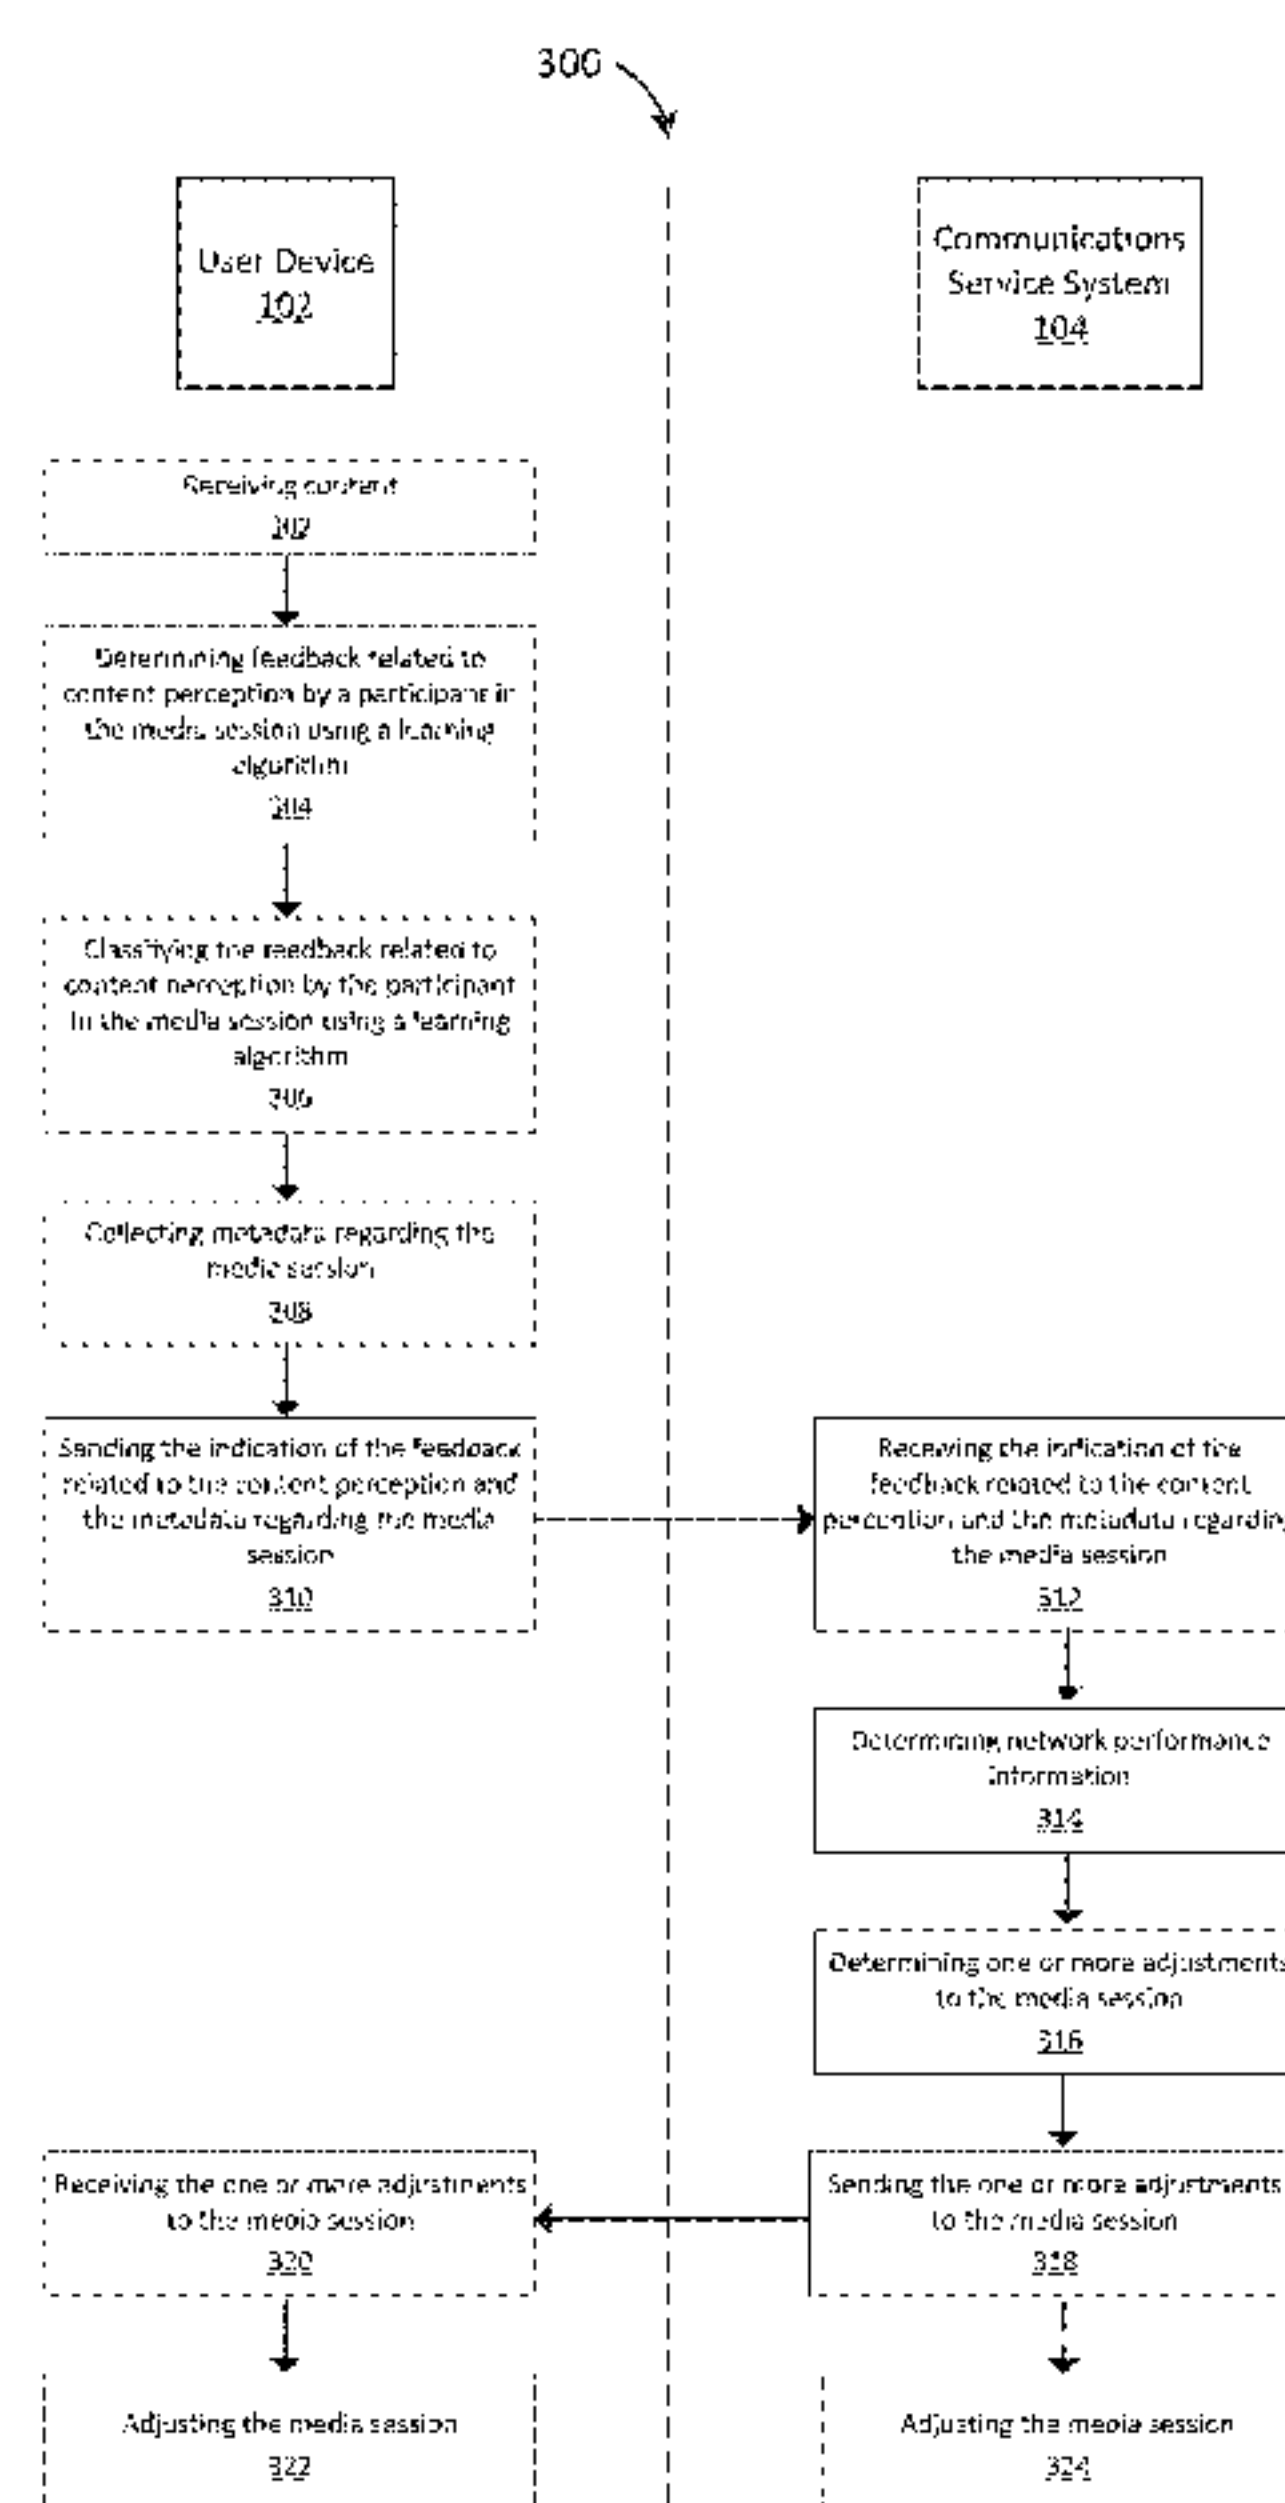 300
User Device
102
Communications
Service System
104
Receiving content
302
Determining feedback related to
content perception by a participant in
the media session using a learning
algorithm
304
Classifying the feedback related to
content perception by the participant
in the media session using a learning
algorithm
306
Collecting metadata regarding the
media session
308
Sending the indication of the feedback
related to the content perception and
the metadata regarding the media
session
310
Receiving the indication of the
feedback related to the content
perception and the metadata regarding
the media session
312
Determining network performance
information
314
Determining one or more adjustments
to the media session
316
Sending the one or more adjustments
to the media session
318
Receiving the one or more adjustments
to the media session
320
Adjusting the media session
322
Adjusting the media session
324